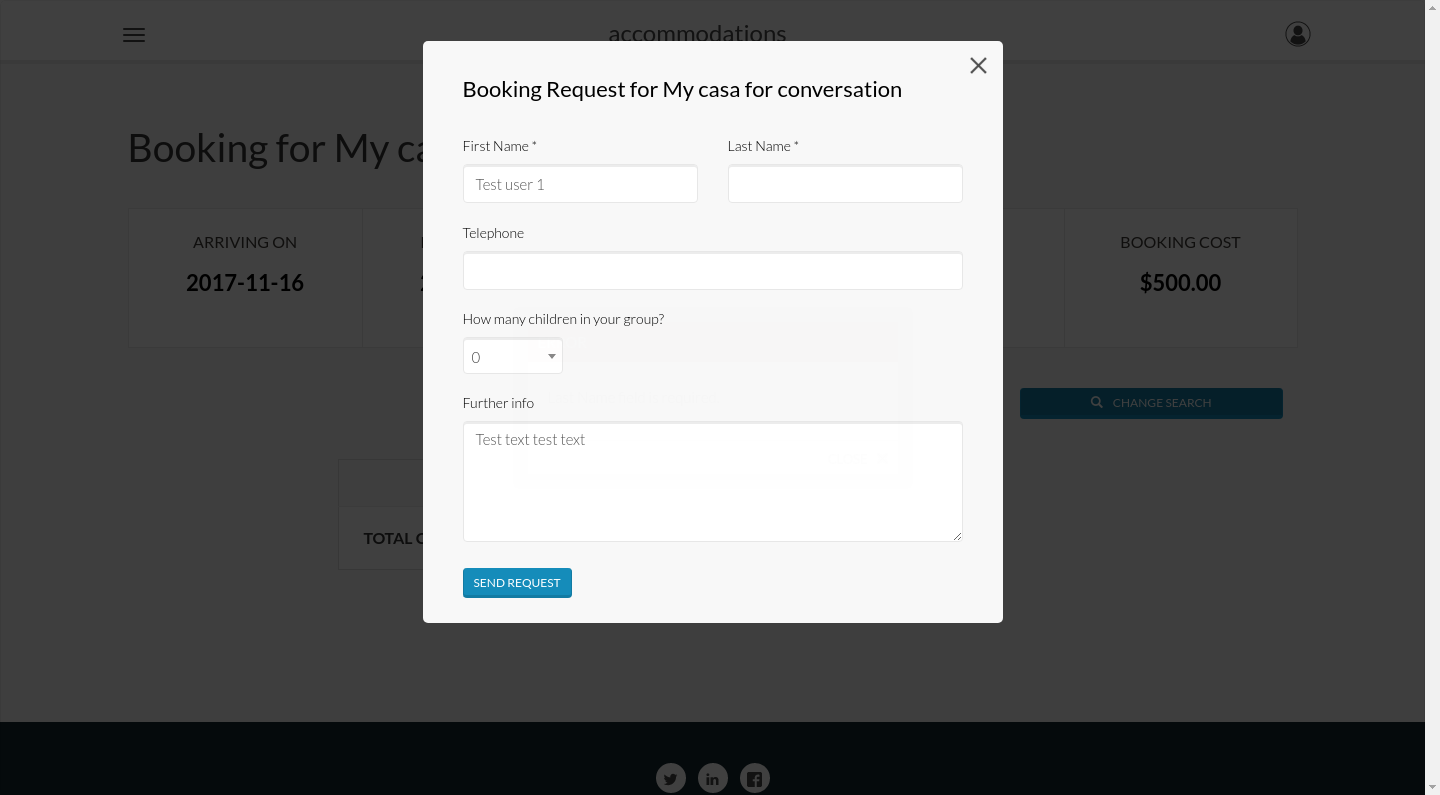 accommodations
Booking Request for My casa for conversation
Booking for My ca
First Name *
Last Name *
Test user 1
Telephone
ARRIVING ON
BOOKING COST
2017-11-16
$500.00
How many children in your group?
0
Further info
CHANGE SEARCH
Test text test text
TOTAL
SEND REQUEST